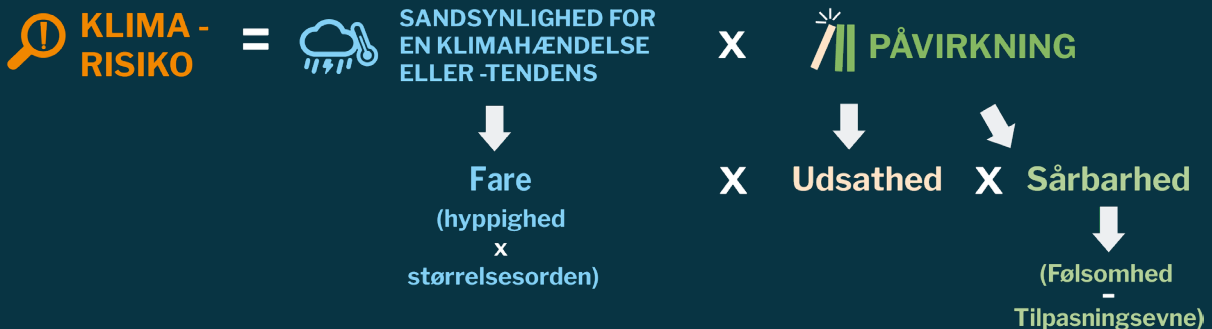 KLIMA -
RISIKO
=
SANDSYNLIGHED FOR
EN KLIMAHÆNDELSE
ELLER -TENDENS
X
PÅVIRKNING
Fare
X
Udsathed
X
Sårbarhed
(hyppighed
x
størrelsesorden)
(Følsomhed
-
Tilpasningsevne)